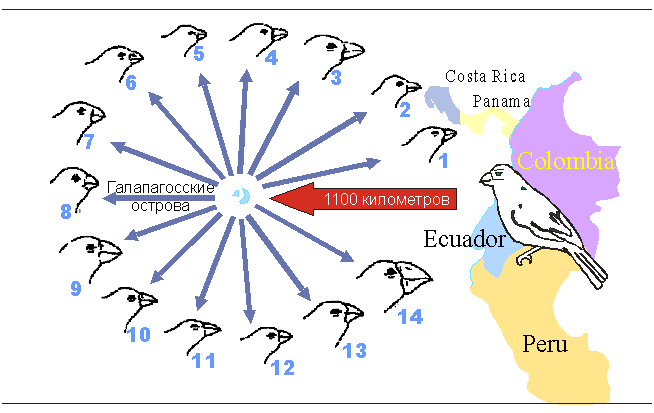 5
4
3
6
2
Costa Rica
Panama
7
1
Colombia
Галапагосские
острова
8
1100 километров
Ecuador
9
10
11
12
13
14
Peru